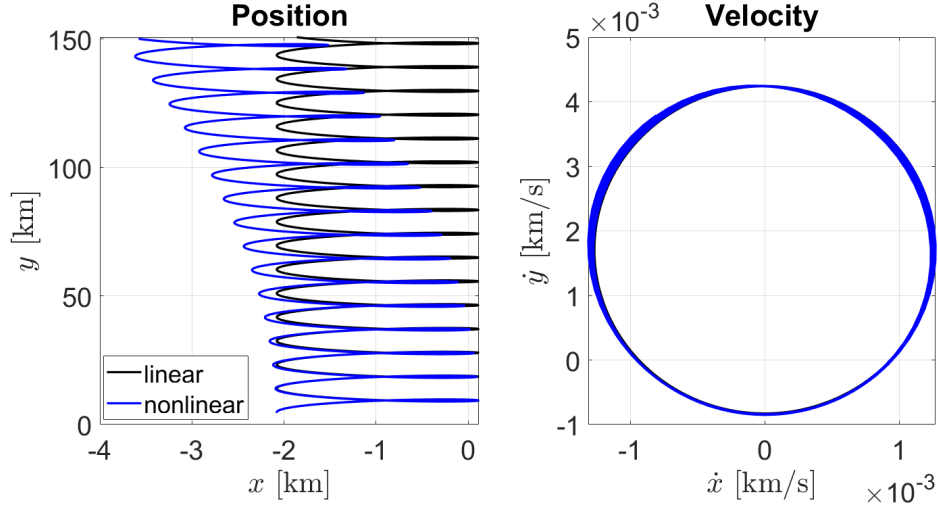 Position
150
100
50
0
y [km]
linear
nonlinear
-4
-3
-2
-1
0
x [km]
Velocity
×10⁻³
5
4
3
2
1
0
-1
ẏ [km/s]
-1
0
1
×10⁻³
ẋ [km/s]